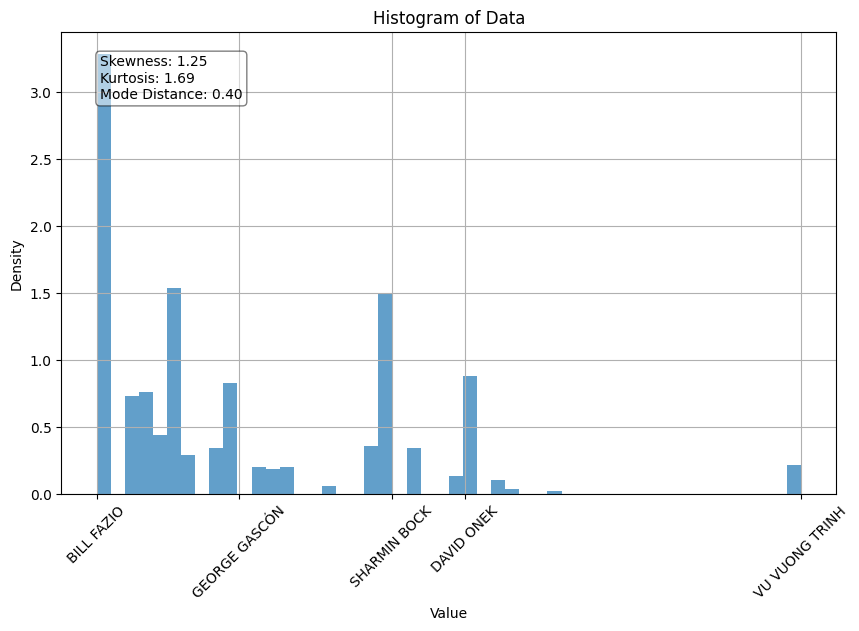 Histogram of Data
Skewness: 1.25
Kurtosis: 1.69
Mode Distance: 0.40
Density
3.0
2.5
2.0
1.5
1.0
0.5
0.0
BILL FAZIO
GEORGE GASCÓN
SHARMIN BOCK
DAVID ONEK
VU VUONG TRINH
Value